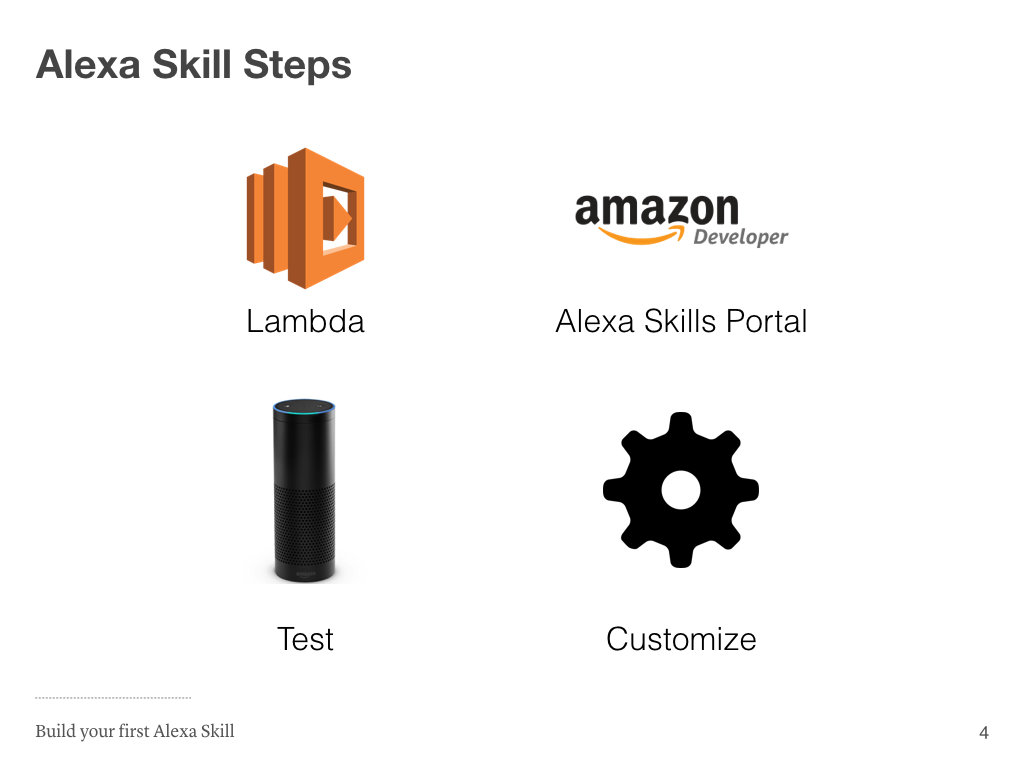 Alexa Skill Steps
amazon
Developer
Lambda
Alexa Skills Portal
Test
Customize
Build your first Alexa Skill
4